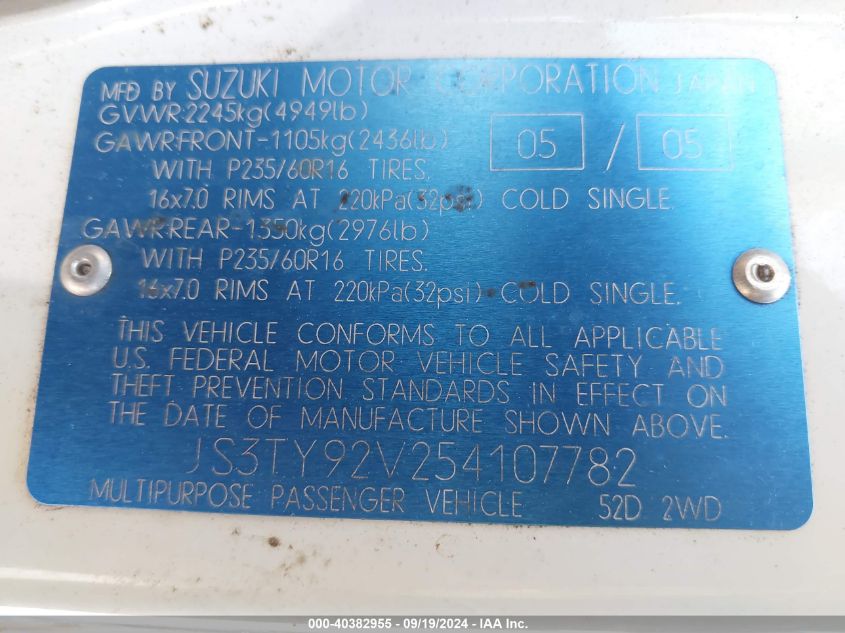 MFD BY SUZUKI MOTOR CORPORATION JAPAN
GVWR:2245kg(4949lb)
GAWR:FRONT-1105kg(2436lb) 05 / 05
WITH P235/60R16 TIRES.
16x7.0 RIMS AT 220kPa(32psi) COLD SINGLE.
GAWR:REAR-1350kg(2976lb)
WITH P235/60R16 TIRES.
16x7.0 RIMS AT 220kPa(32psi) COLD SINGLE.
THIS VEHICLE CONFORMS TO ALL APPLICABLE
U.S. FEDERAL MOTOR VEHICLE SAFETY AND
THEFT PREVENTION STANDARDS IN EFFECT ON
THE DATE OF MANUFACTURE SHOWN ABOVE.
JS3TY92V254107782
MULTIPURPOSE PASSENGER VEHICLE 52D 2WD
000-40382955 - 09/19/2024 - IAA Inc.